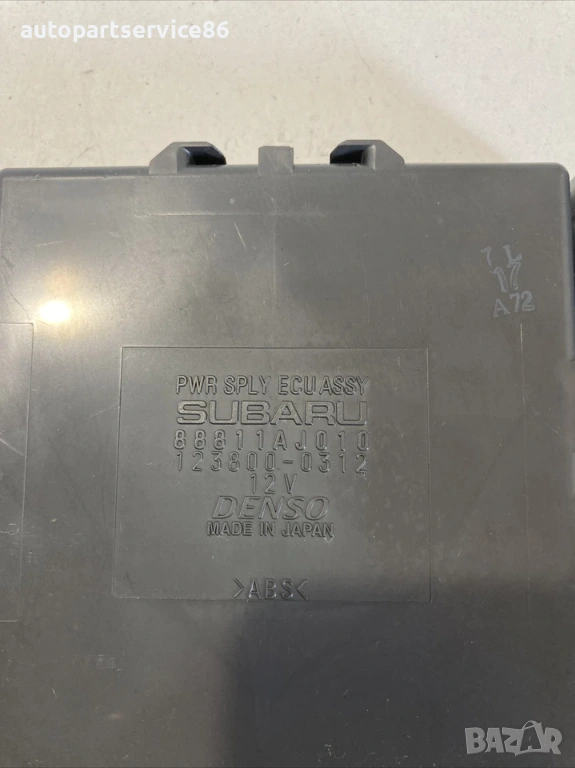 autopartservice86
7 L
17
A72
PWR SPLY ECU ASSY
SUBARU
88811AJ010
123800-0312
12V
DENSO
MADE IN JAPAN
>ABS<
BAZAR